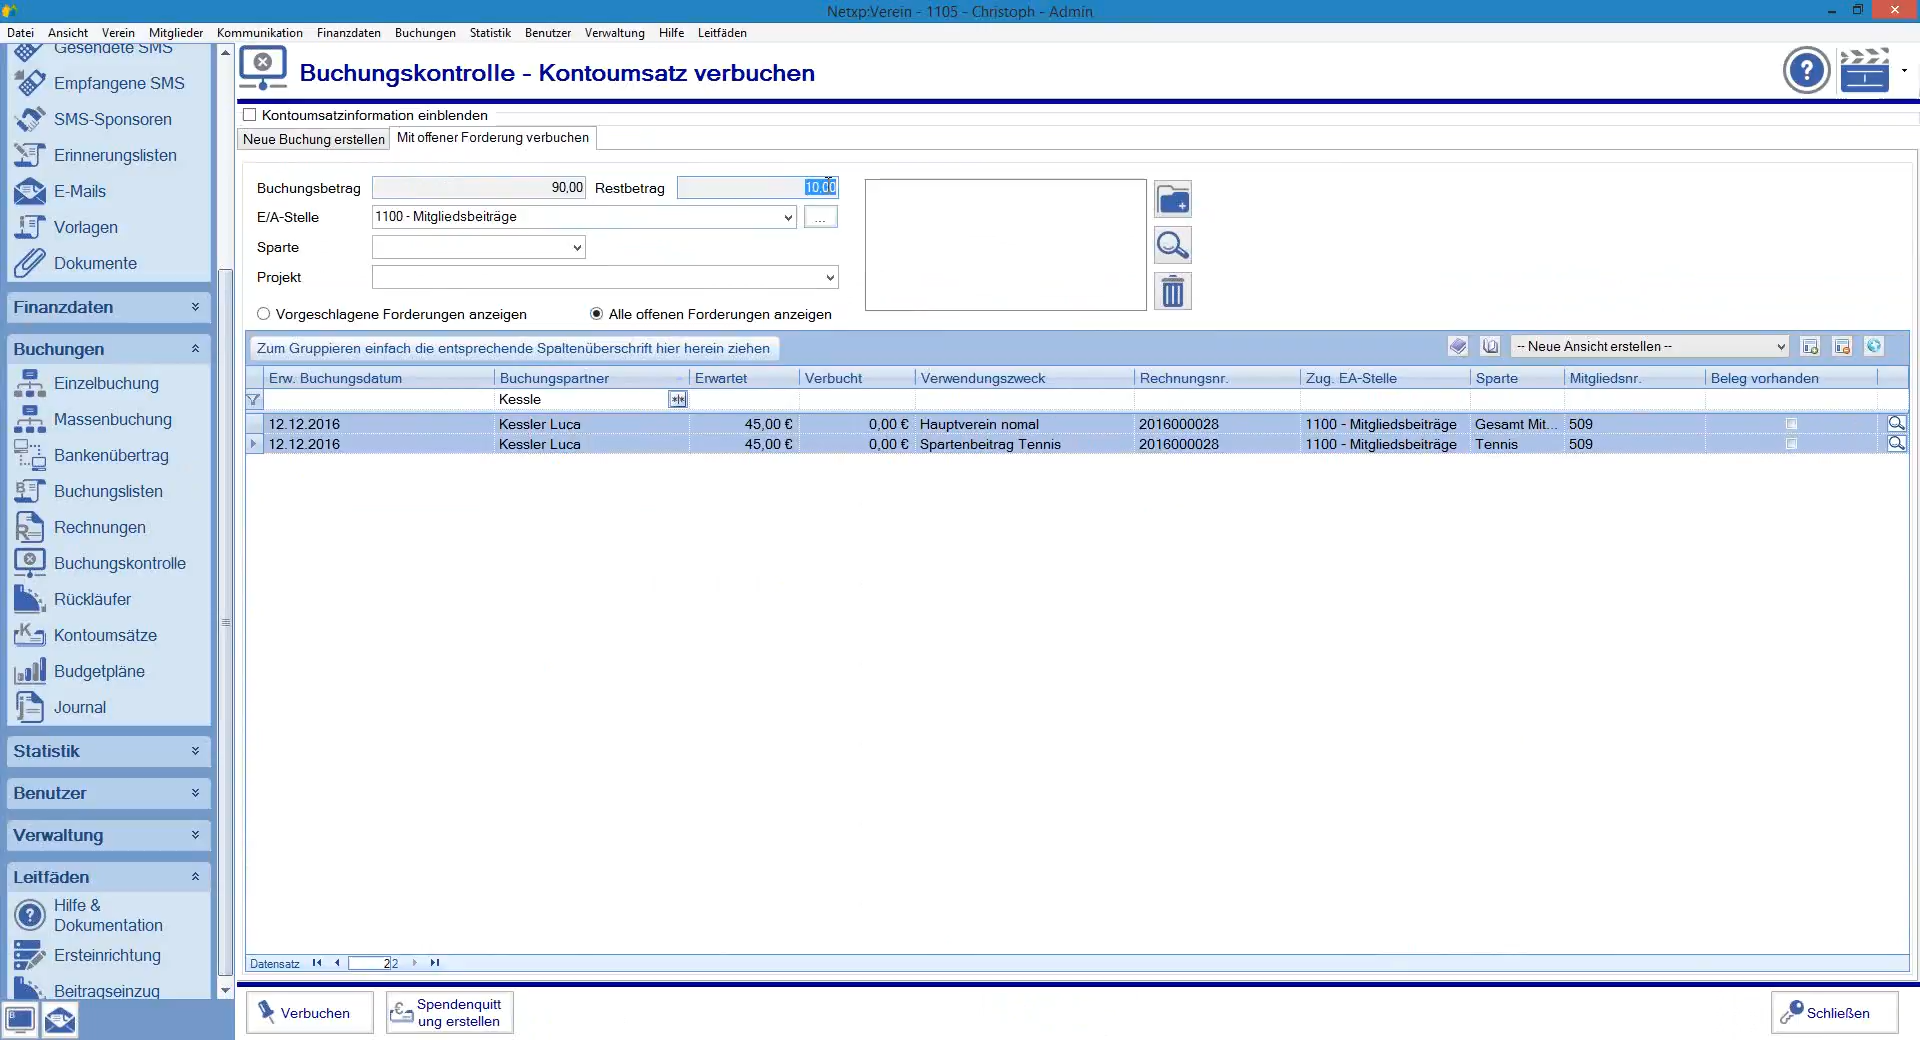 Netxp:Verein - 1105 - Christoph - Admin
Datei Ansicht Verein Mitglieder Kommunikation Finanzdaten Buchungen Statistik Benutzer Verwaltung Hilfe Leitfäden
Gesendete SMS
Empfangene SMS
SMS-Sponsoren
Erinnerungslisten
E-Mails
Vorlagen
Dokumente
Finanzdaten
Buchungen
Einzelbuchung
Massenbuchung
Bankenübertrag
Buchungslisten
Rechnungen
Buchungskontrolle
Rückläufer
Kontoumsätze
Budgetpläne
Journal
Statistik
Benutzer
Verwaltung
Leitfäden
Hilfe &
Dokumentation
Ersteinrichtung
Beitragseinzug
Buchungskontrolle - Kontoumsatz verbuchen
Kontoumsatzinformation einblenden
Neue Buchung erstellen Mit offener Forderung verbuchen
Buchungsbetrag 90,00 Restbetrag 10,00
E/A-Stelle 1100 - Mitgliedsbeiträge ...
Sparte
Projekt
Vorgeschlagene Forderungen anzeigen Alle offenen Forderungen anzeigen
Zum Gruppieren einfach die entsprechende Spaltenüberschrift hier herein ziehen -- Neue Ansicht erstellen --
Erw. Buchungsdatum Buchungspartner Erwartet Verbucht Verwendungszweck Rechnungsnr. Zug. EA-Stelle Sparte Mitgliedsnr. Beleg vorhanden
Kessle
12.12.2016 Kessler Luca 45,00 € 0,00 € Hauptverein nomal 2016000028 1100 - Mitgliedsbeiträge Gesamt Mit... 509
12.12.2016 Kessler Luca 45,00 € 0,00 € Spartenbeitrag Tennis 2016000028 1100 - Mitgliedsbeiträge Tennis 509
Datensatz 2 2
Verbuchen
Spendenquitt
ung erstellen
Schließen